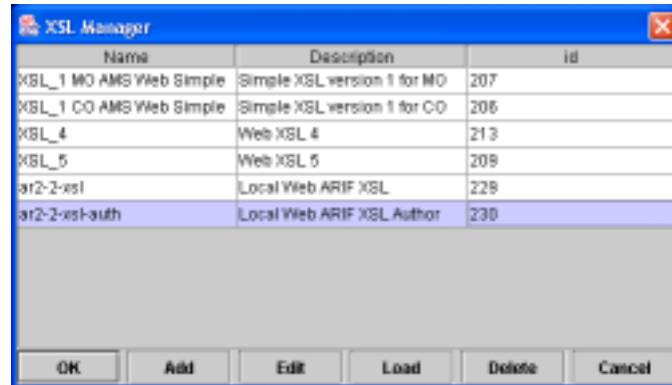 XSL Manager
Name Description id
XSL_1 MO AMS Web Simple Simple XSL version 1 for MO 207
XSL_1 CO AMS Web Simple Simple XSL version 1 for CO 206
XSL_4 Web XSL 4 213
XSL_5 Web XSL 5 209
ar2-2-xsl Local Web ARIF XSL 229
ar2-2-xsl-auth Local Web ARIF XSL Author 230
OK Add Edit Load Delete Cancel